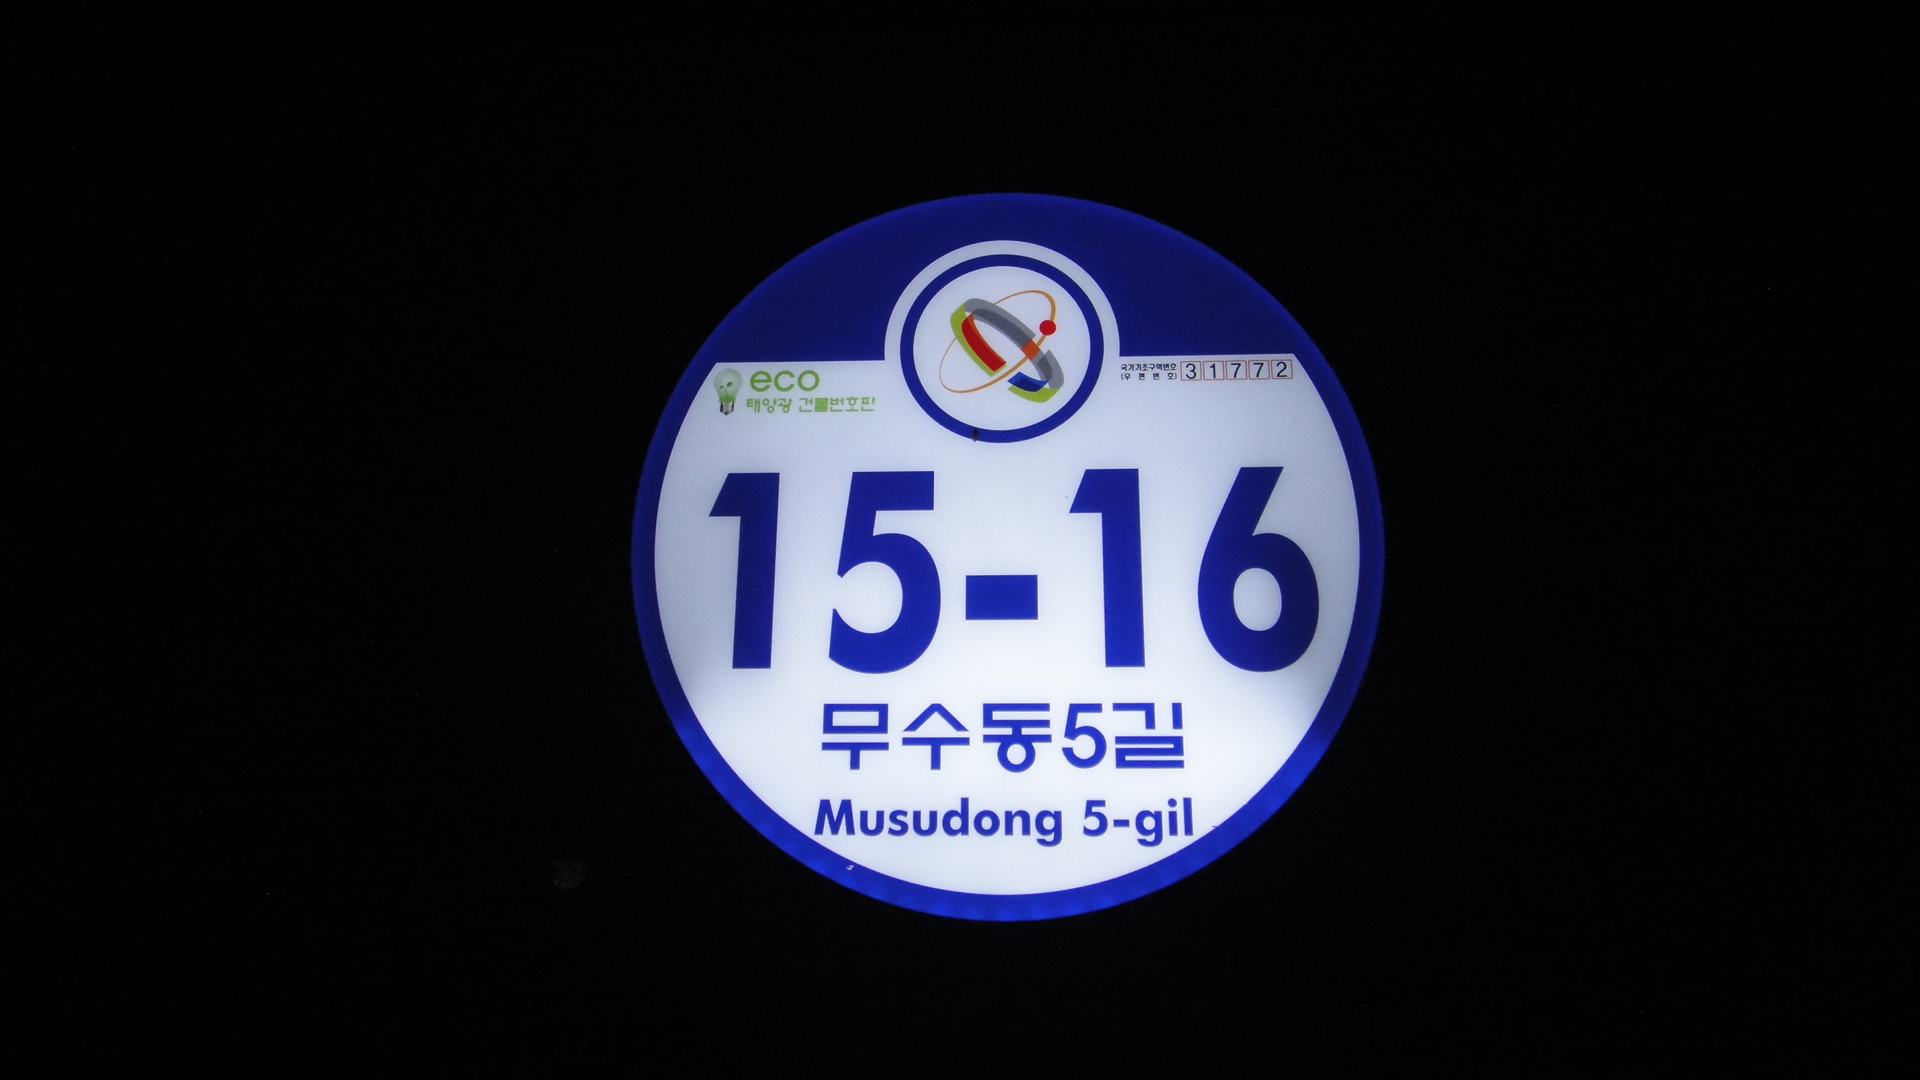 eco
태양광 건물번호판
국가기초구역번호
(우 편 번 호) 31772
15-16
무수동5길
Musudong 5-gil